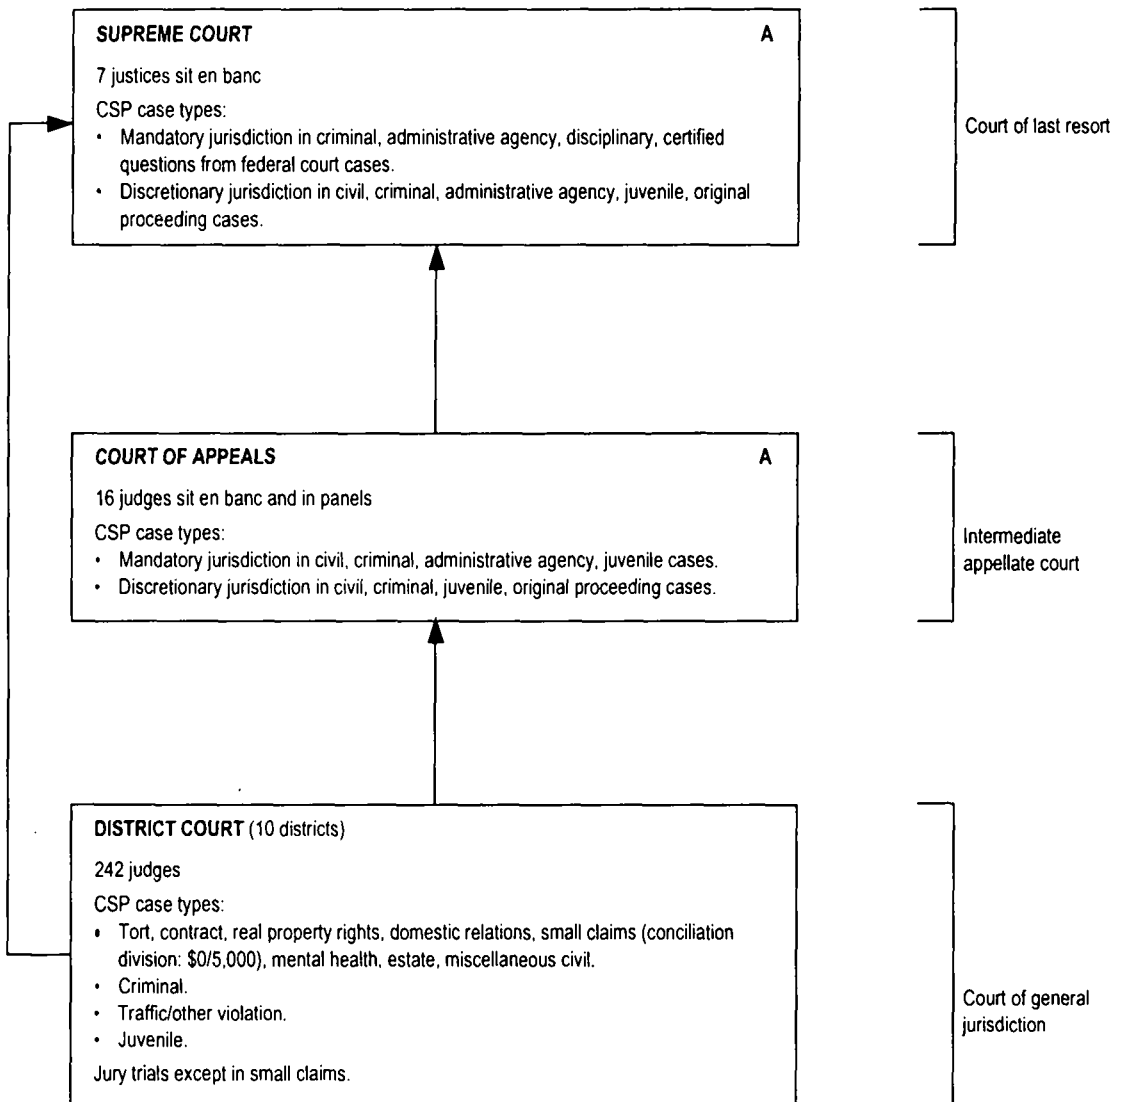 SUPREME COURT A
7 justices sit en banc
CSP case types:
• Mandatory jurisdiction in criminal, administrative agency, disciplinary, certified
questions from federal court cases.
• Discretionary jurisdiction in civil, criminal, administrative agency, juvenile, original
proceeding cases.
Court of last resort
COURT OF APPEALS A
16 judges sit en banc and in panels
CSP case types:
• Mandatory jurisdiction in civil, criminal, administrative agency, juvenile cases.
• Discretionary jurisdiction in civil, criminal, juvenile, original proceeding cases.
Intermediate
appellate court
DISTRICT COURT (10 districts)
242 judges
CSP case types:
• Tort, contract, real property rights, domestic relations, small claims (conciliation
division: $0/5,000), mental health, estate, miscellaneous civil.
• Criminal.
• Traffic/other violation.
• Juvenile.
Jury trials except in small claims.
Court of general
jurisdiction